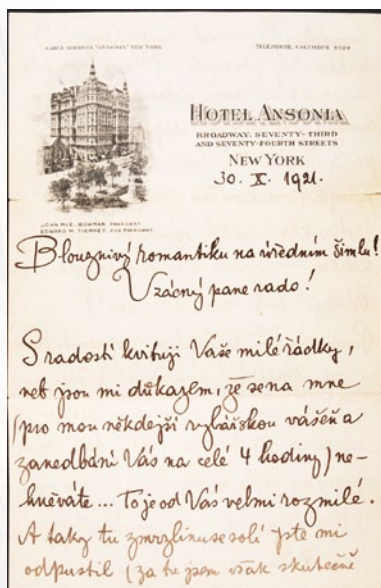 CABLE ADDRESS "ANSONIA" NEW YORK
TELEPHONE, COLUMBUS
HOTEL ANSONIA
BROADWAY, SEVENTY-THIRD
AND SEVENTY-FOURTH STREETS
NEW YORK
30. X. 1921.
JOHN McE. BOWMAN, PRESIDENT
EDWARD M. TIERNEY, VICE PRESIDENT
Blouznivý romantiku na úředním šimlu!
Vzácný pane rado!
S radostí kvituji Vaše milé řádky,
neb jsou mi důkazem, že se na mne
(pro mou někdejší rybářskou vášeň a
zanedbání Vás na celé 4 hodiny) ne-
hněváte... To je od Vás velmi rozmilé.
A taky tu zmrzlinu se solí jste mi
odpustil (za tu jsem však skutečně